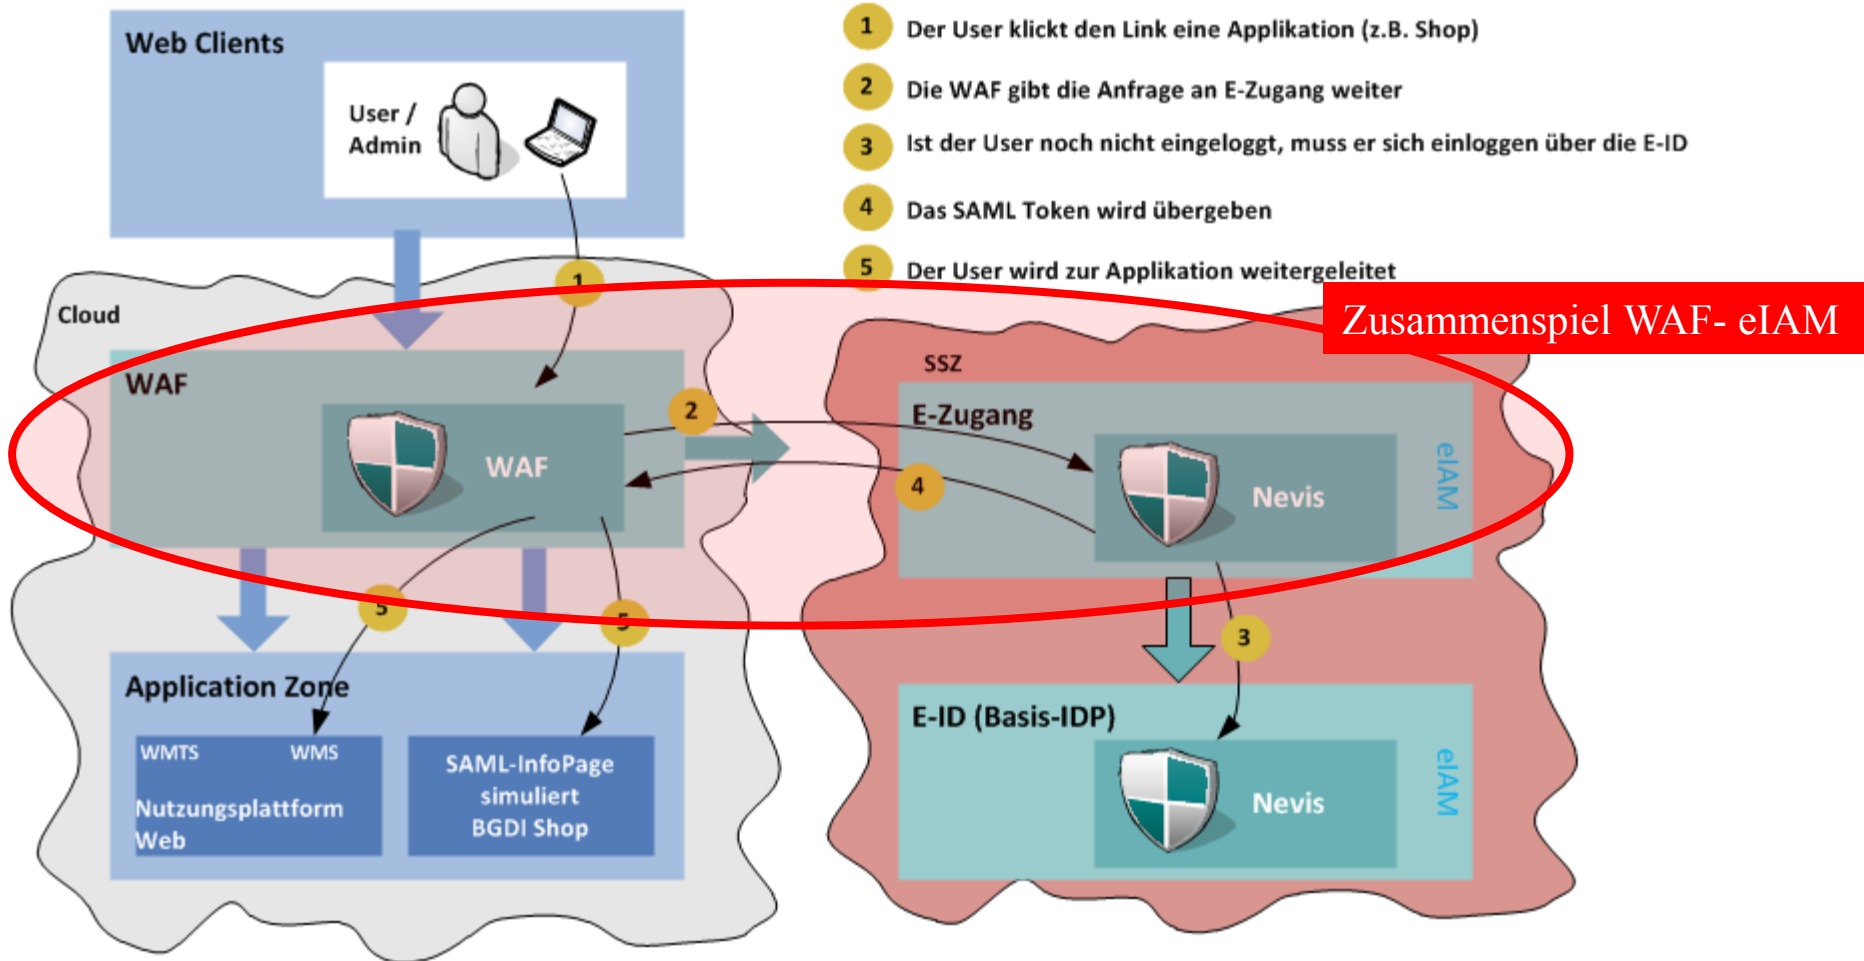 Web Clients
User /
Admin
1 Der User klickt den Link eine Applikation (z.B. Shop)
2 Die WAF gibt die Anfrage an E-Zugang weiter
3 Ist der User noch nicht eingeloggt, muss er sich einloggen über die E-ID
4 Das SAML Token wird übergeben
5 Der User wird zur Applikation weitergeleitet
Zusammenspiel WAF- eIAM
1
Cloud
WAF
WAF
2
4
SSZ
E-Zugang
Nevis
eIAM
5
5
3
Application Zone
WMTS WMS
Nutzungsplattform
Web
SAML-InfoPage
simuliert
BGDI Shop
E-ID (Basis-IDP)
Nevis
eIAM